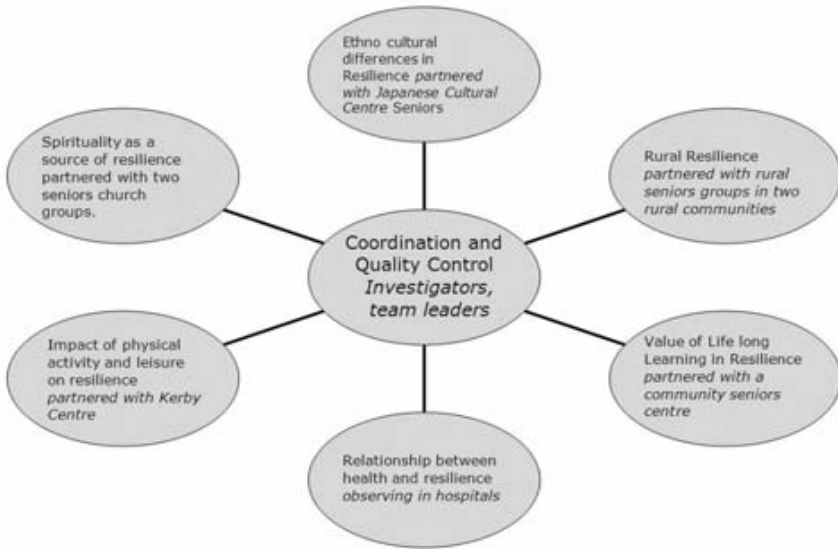 Ethno cultural
differences in
Resilience partnered
with Japanese Cultural
Centre Seniors
Spirituality as a
source of resilience
partnered with two
seniors church
groups.
Rural Resilience
partnered with rural
seniors groups in two
rural communities
Coordination and
Quality Control
Investigators,
team leaders
Impact of physical
activity and leisure
on resilience
partnered with Kerby
Centre
Value of Life long
Learning in Resilience
partnered with a
community seniors
centre
Relationship between
health and resilience
observing in hospitals